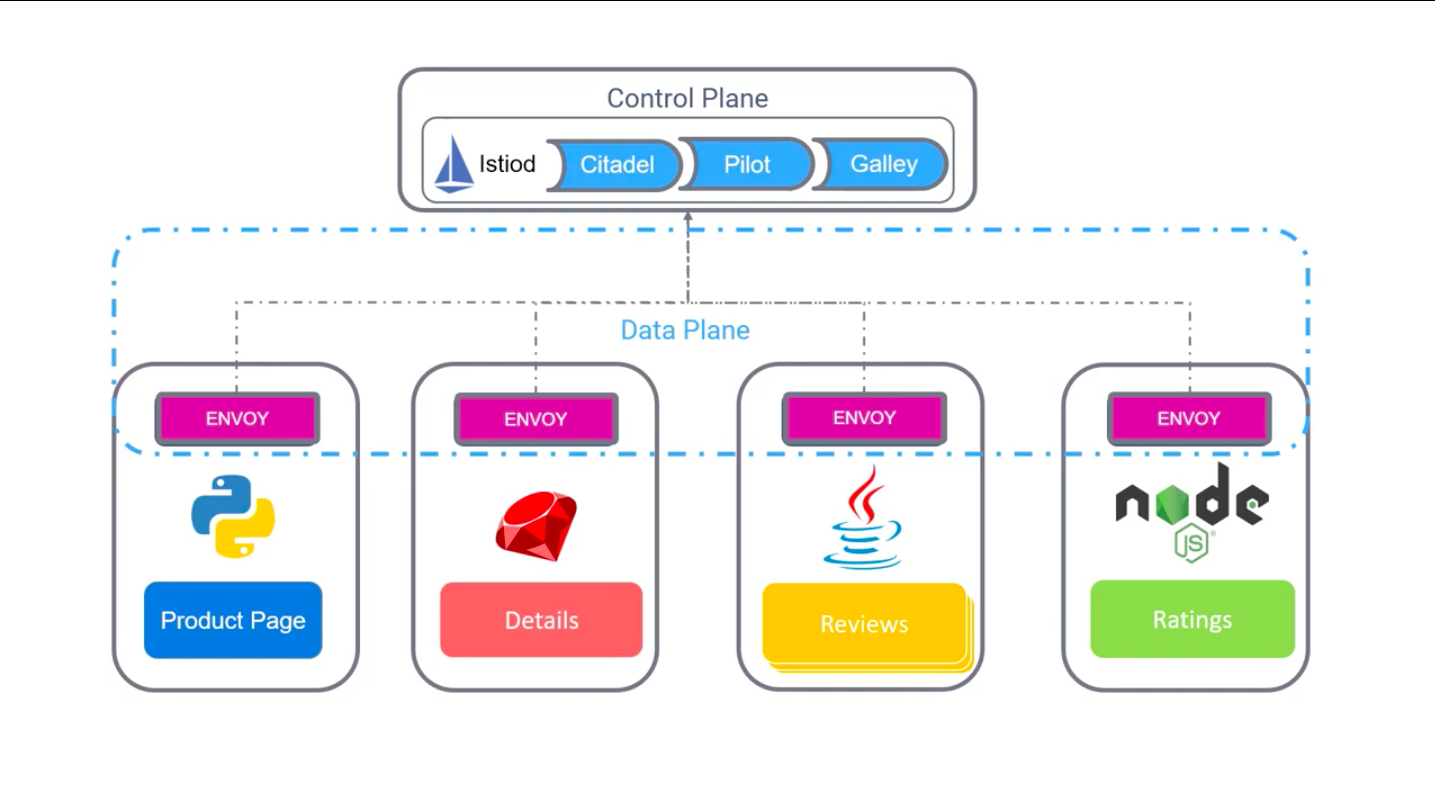 Control Plane
Istiod Citadel Pilot Galley
Data Plane
ENVOY ENVOY ENVOY ENVOY
node
JS
Product Page Details Reviews Ratings